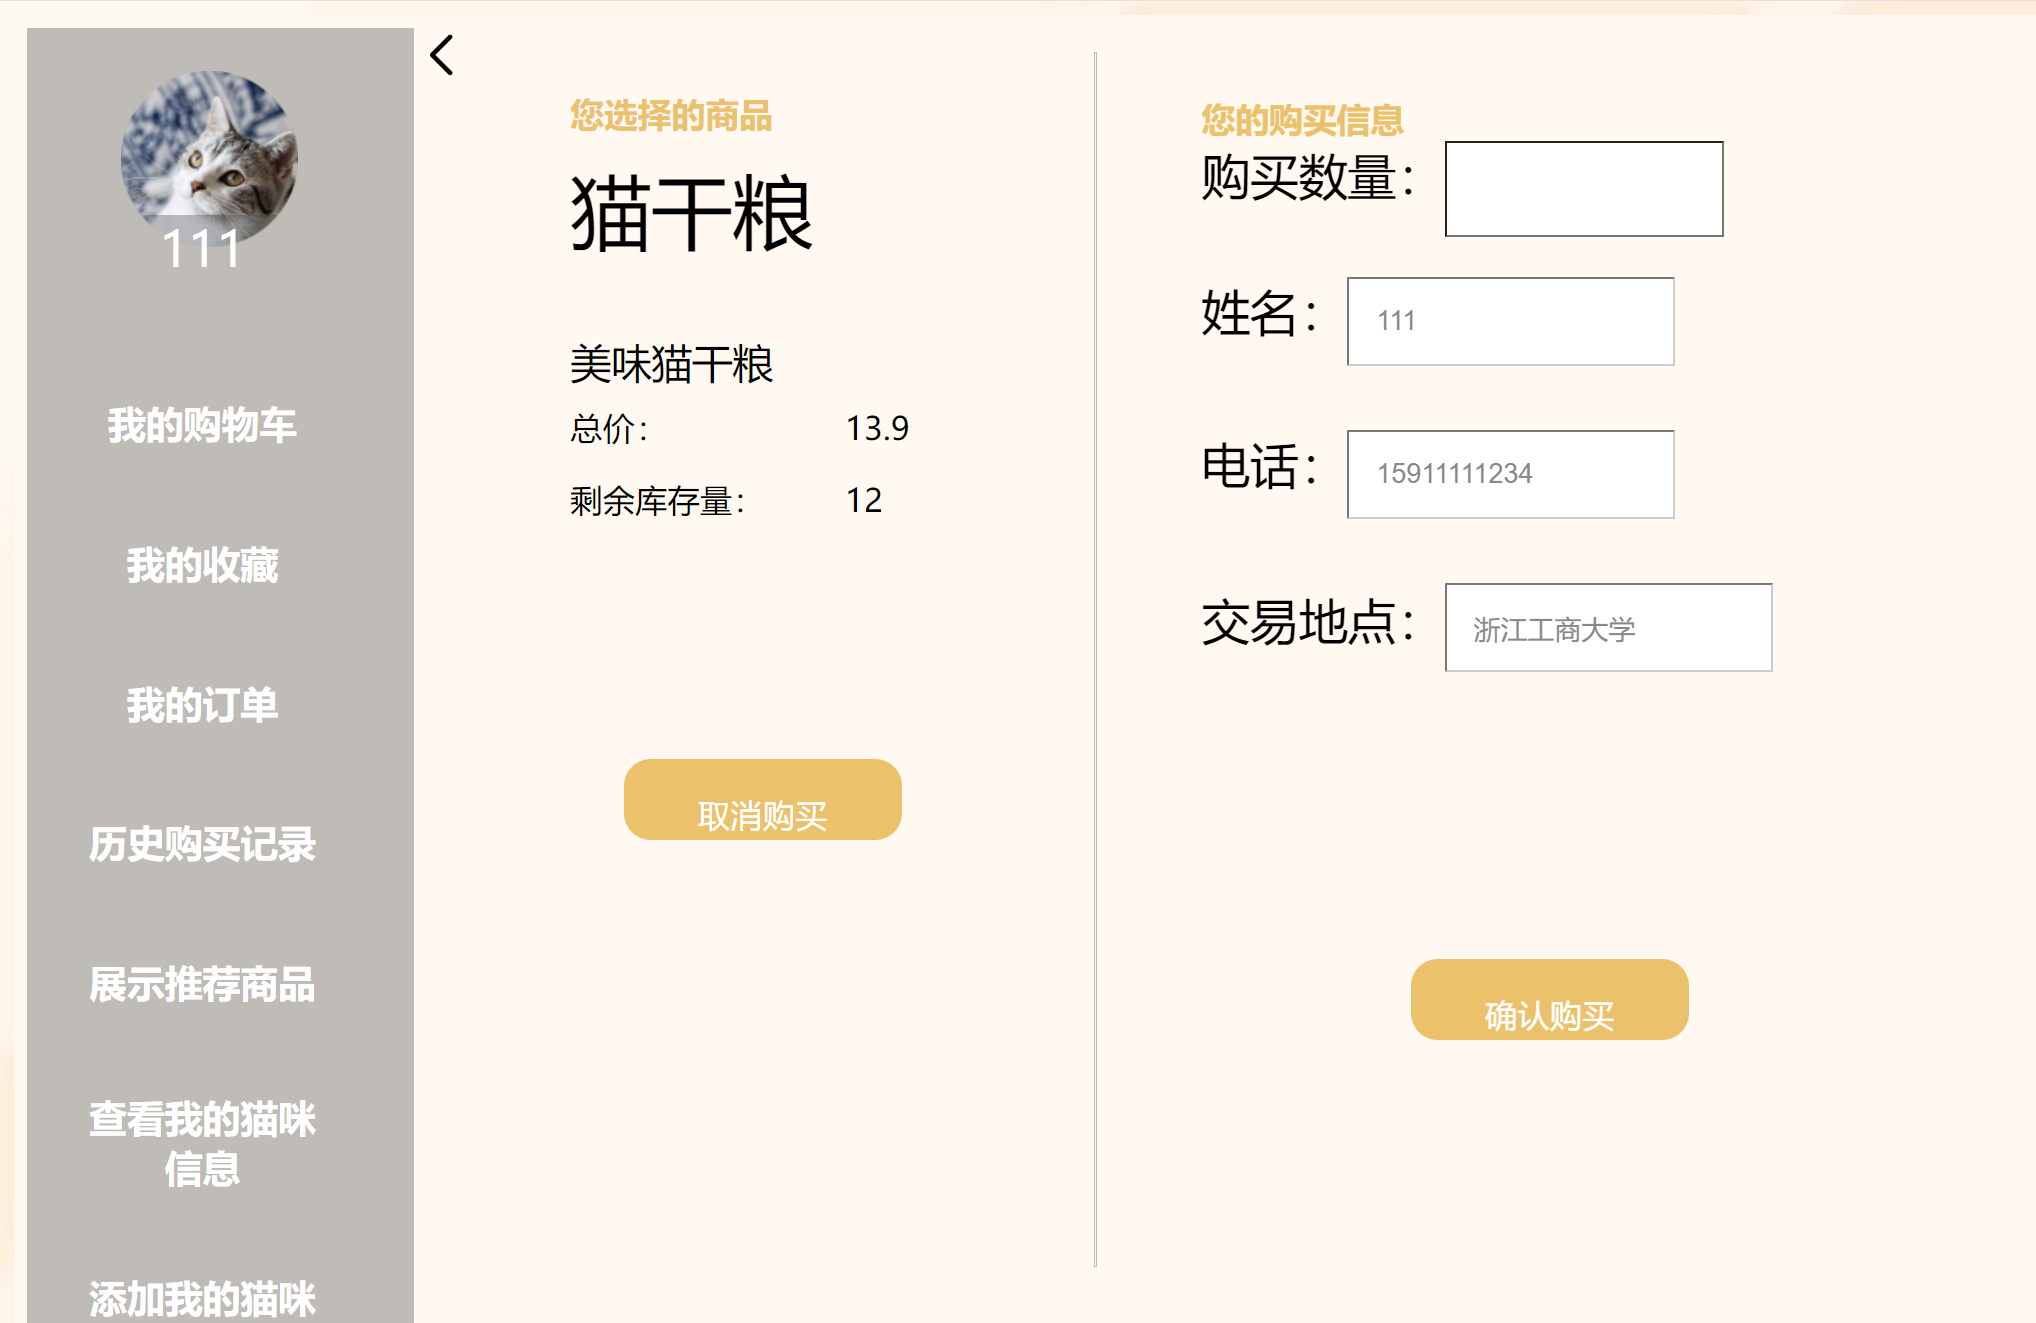 111
我的购物车
我的收藏
我的订单
历史购买记录
展示推荐商品
查看我的猫咪
信息
添加我的猫咪
您选择的商品
猫干粮
美味猫干粮
总价： 13.9
剩余库存量： 12
取消购买
您的购买信息
购买数量：
姓名： 111
电话： 15911111234
交易地点： 浙江工商大学
确认购买